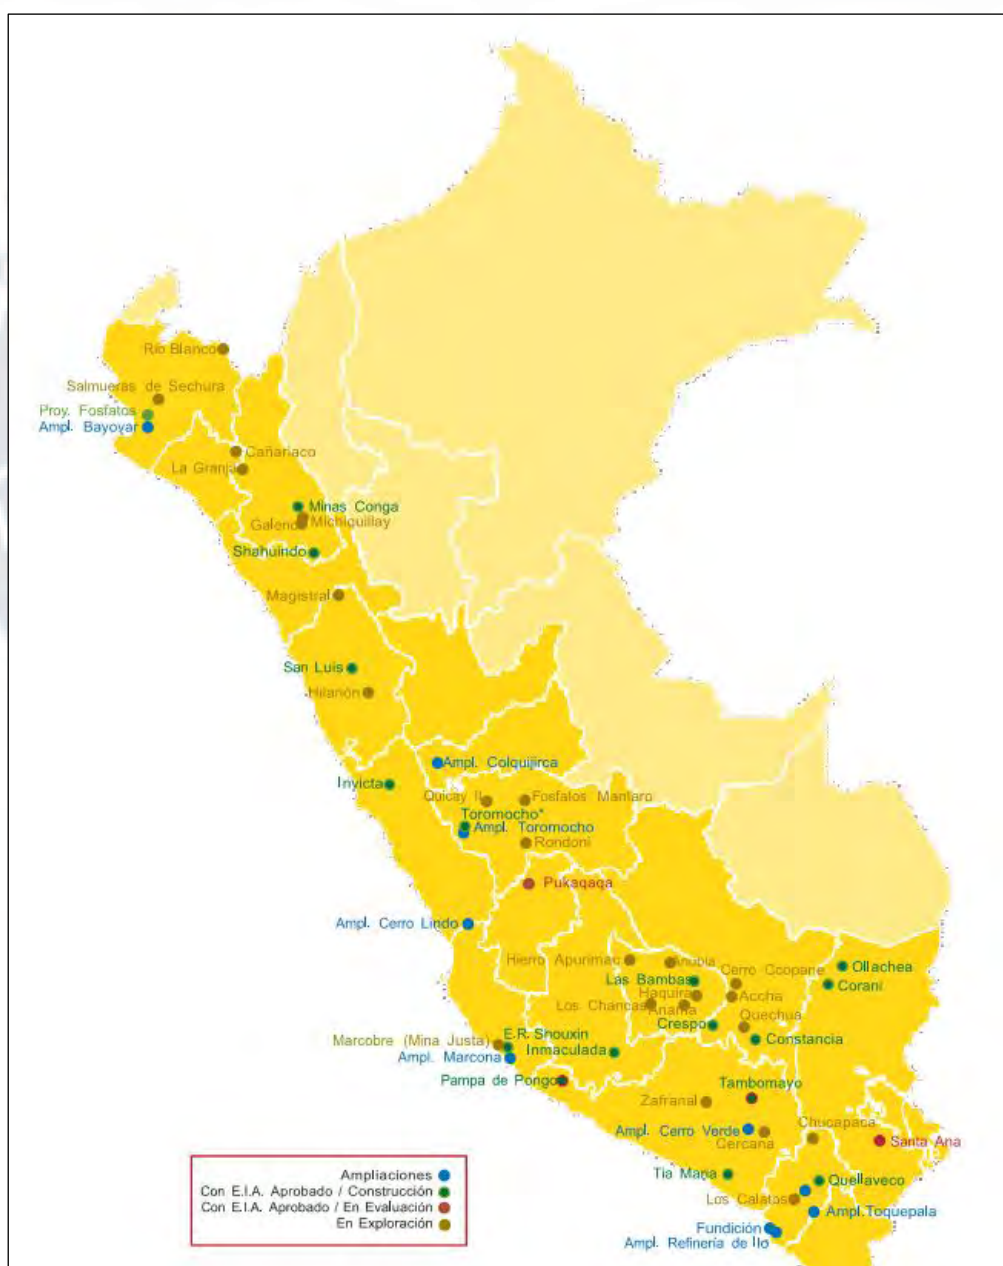 Río Blanco
Salmueras de Sechura
Proy. Fosfatos
Ampl. Bayovar
Cañariaco
La Granja
Minas Conga
Michiquillay
Galeno
Shahuindo
Magistral
San Luis
Hilarión
Ampl. Colquijirca
Invicta
Quicay II
Fosfatos Mantaro
Toromocho*
Ampl. Toromocho
Rondoní
Pukaqaqa
Ampl. Cerro Lindo
Hierro Apurimac
Anubia
Ollachea
Las Bambas
Cerro Ccopane
Corani
Haquira
Accha
Los Chancas
Anama
Crespo
Quechua
E.R. Shouxin
Marcobre (Mina Justa)
Constancia
Inmaculada
Ampl. Marcona
Pampa de Pongo
Tambomayo
Zafranal
Chucapaca
Ampl. Cerro Verde
Cercana
Santa Ana
Tia Maria
Quellaveco
Los Calatos
Ampl.Toquepala
Fundición
Ampl. Refinería de Ilo
Ampliaciones
Con E.I.A. Aprobado / Construcción
Con E.I.A. Aprobado / En Evaluación
En Exploración